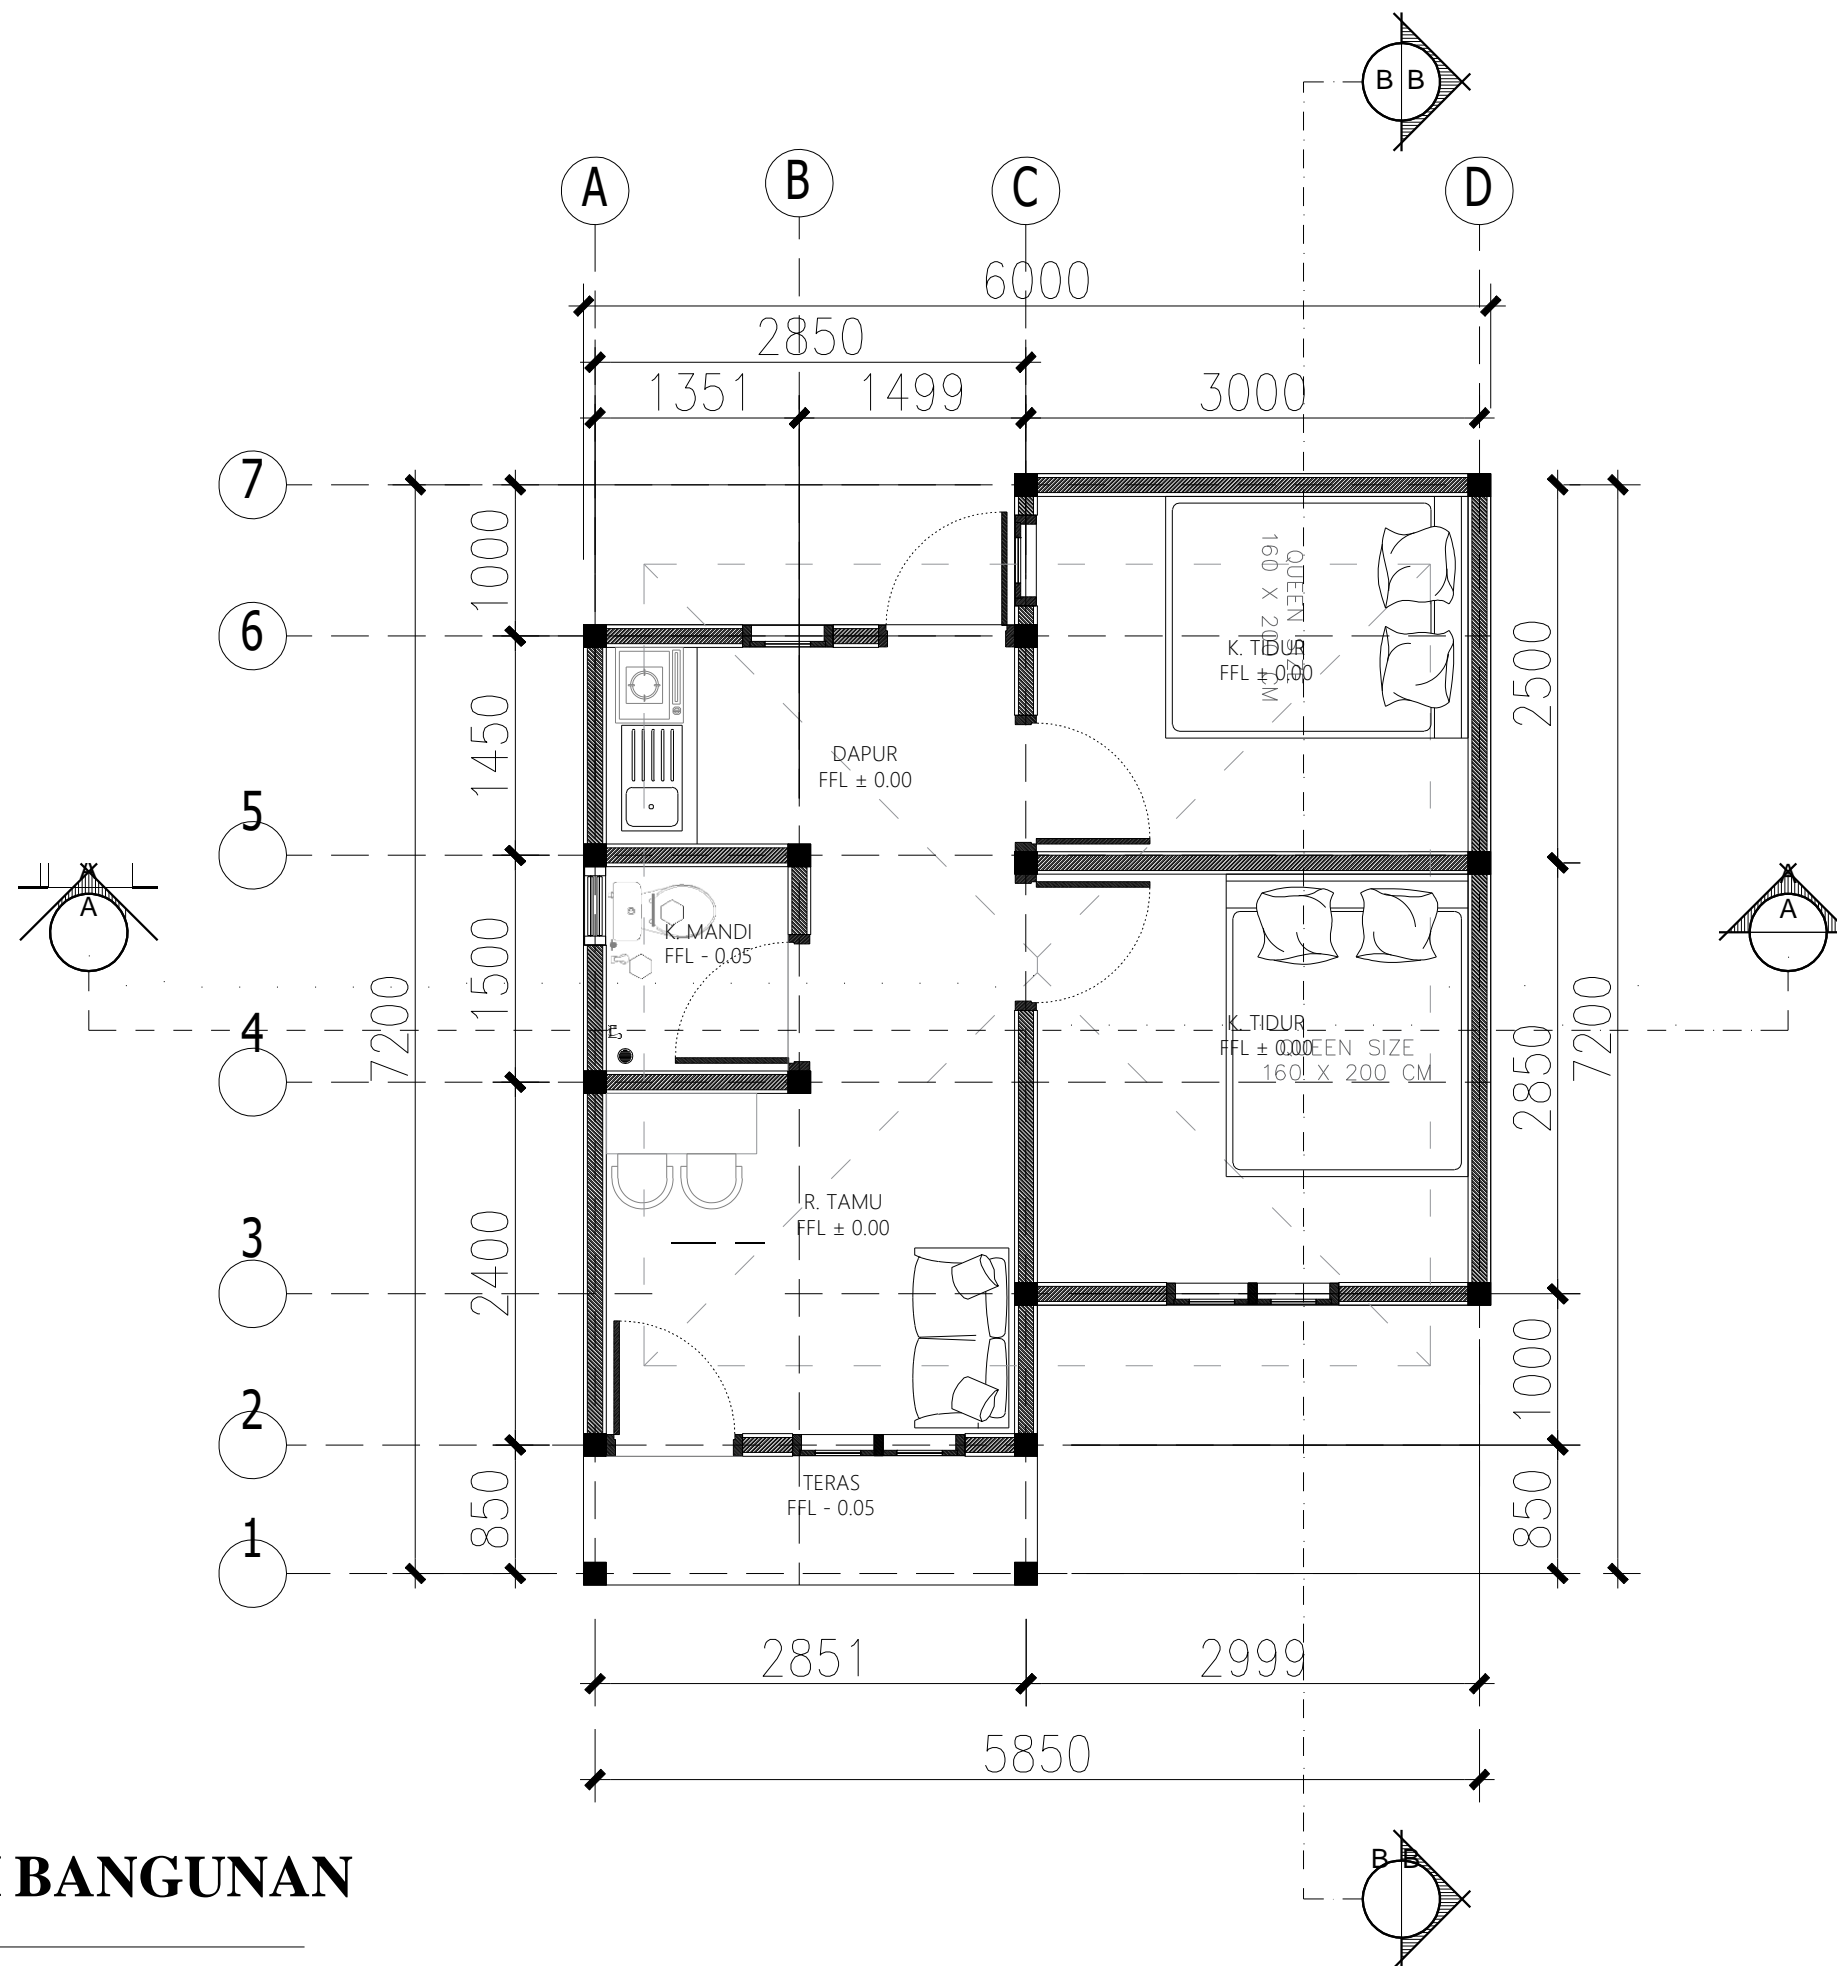 B B
A B C D
6000
2850
1351 1499 3000
7
6
5
4
3
2
1
1000
1450
1500
2400
850
7200
2500
2850
1000
850
7200
QUEEN SIZE
160 X 200 CM
K. TIDUR
FFL ± 0.00
DAPUR
FFL ± 0.00
A
A
A
A
K. MANDI
FFL - 0.05
K. TIDUR
FFL ± 0.00
QUEEN SIZE
160 X 200 CM
R. TAMU
FFL ± 0.00
TERAS
FFL - 0.05
2851 2999
5850
B B
BANGUNAN